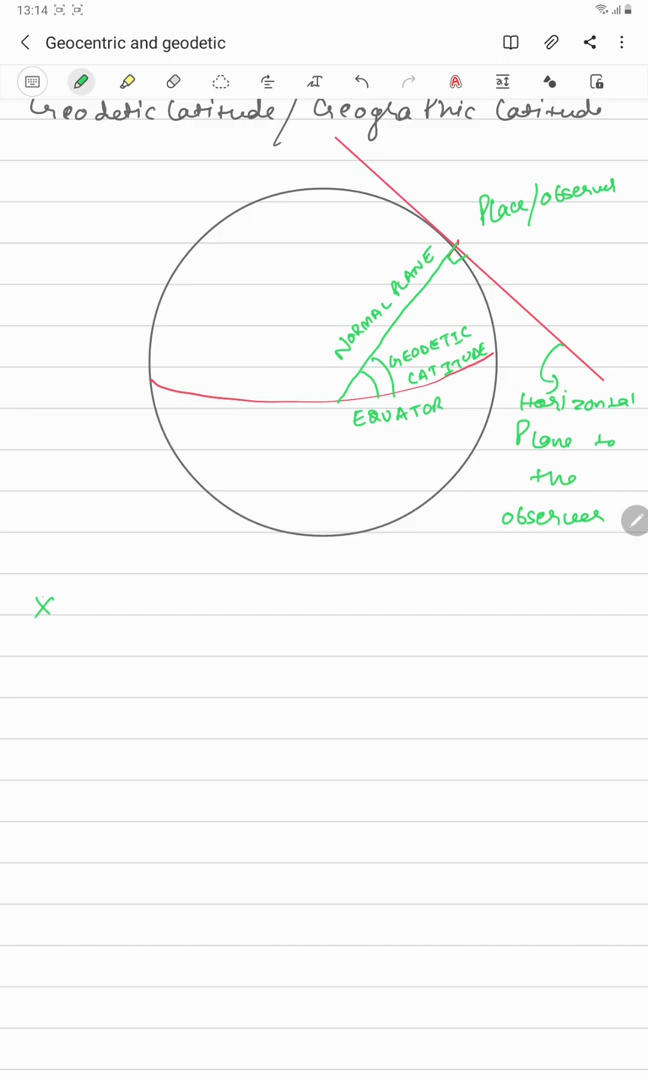 13:14
Geocentric and geodetic
Geodetic Latitude / Geographic Latitude
Place/observer
NORMAL PLANE
GEODETIC
LATITUDE
EQUATOR
Horizontal
Plane to
the
observer
X